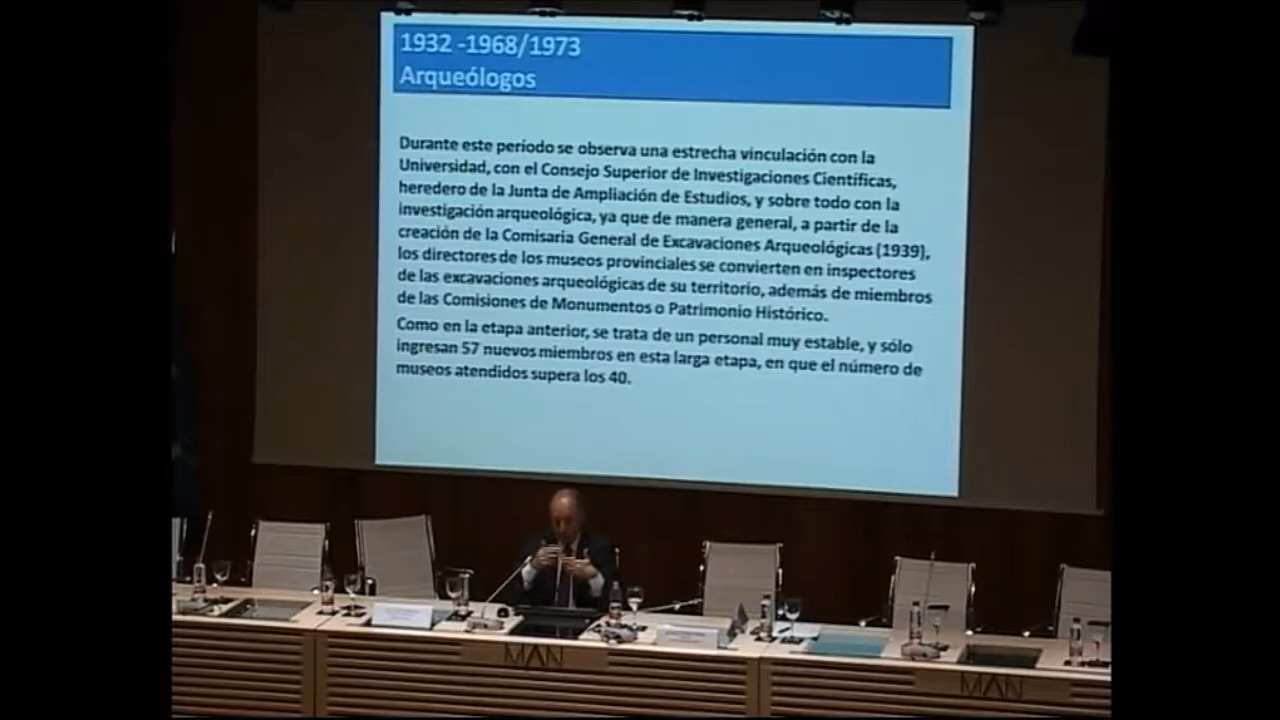 1932 -1968/1973
Arqueólogos
Durante este período se observa una estrecha vinculación con la
Universidad, con el Consejo Superior de Investigaciones Científicas,
heredero de la Junta de Ampliación de Estudios, y sobre todo con la
investigación arqueológica, ya que de manera general, a partir de la
creación de la Comisaria General de Excavaciones Arqueológicas (1939),
los directores de los museos provinciales se convierten en inspectores
de las excavaciones arqueológicas de su territorio, además de miembros
de las Comisiones de Monumentos o Patrimonio Histórico.
Como en la etapa anterior, se trata de un personal muy estable, y sólo
ingresan 57 nuevos miembros en esta larga etapa, en que el número de
museos atendidos supera los 40.
MAN
MAN